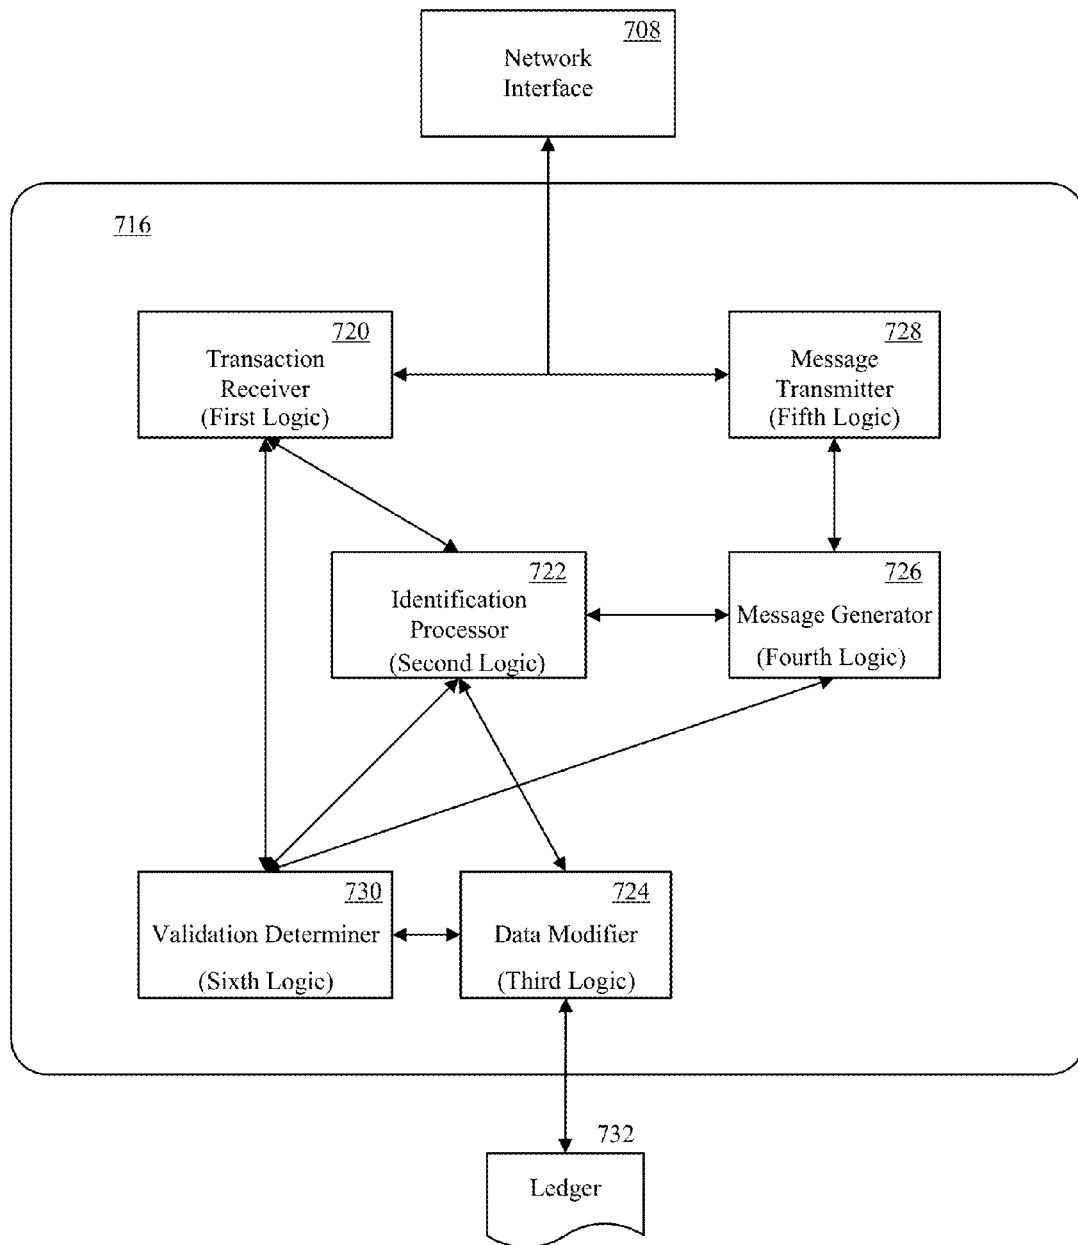 708
Network
Interface
716
720
Transaction
Receiver
(First Logic)
728
Message
Transmitter
(Fifth Logic)
722
Identification
Processor
(Second Logic)
726
Message Generator
(Fourth Logic)
730
Validation Determiner
(Sixth Logic)
724
Data Modifier
(Third Logic)
732
Ledger